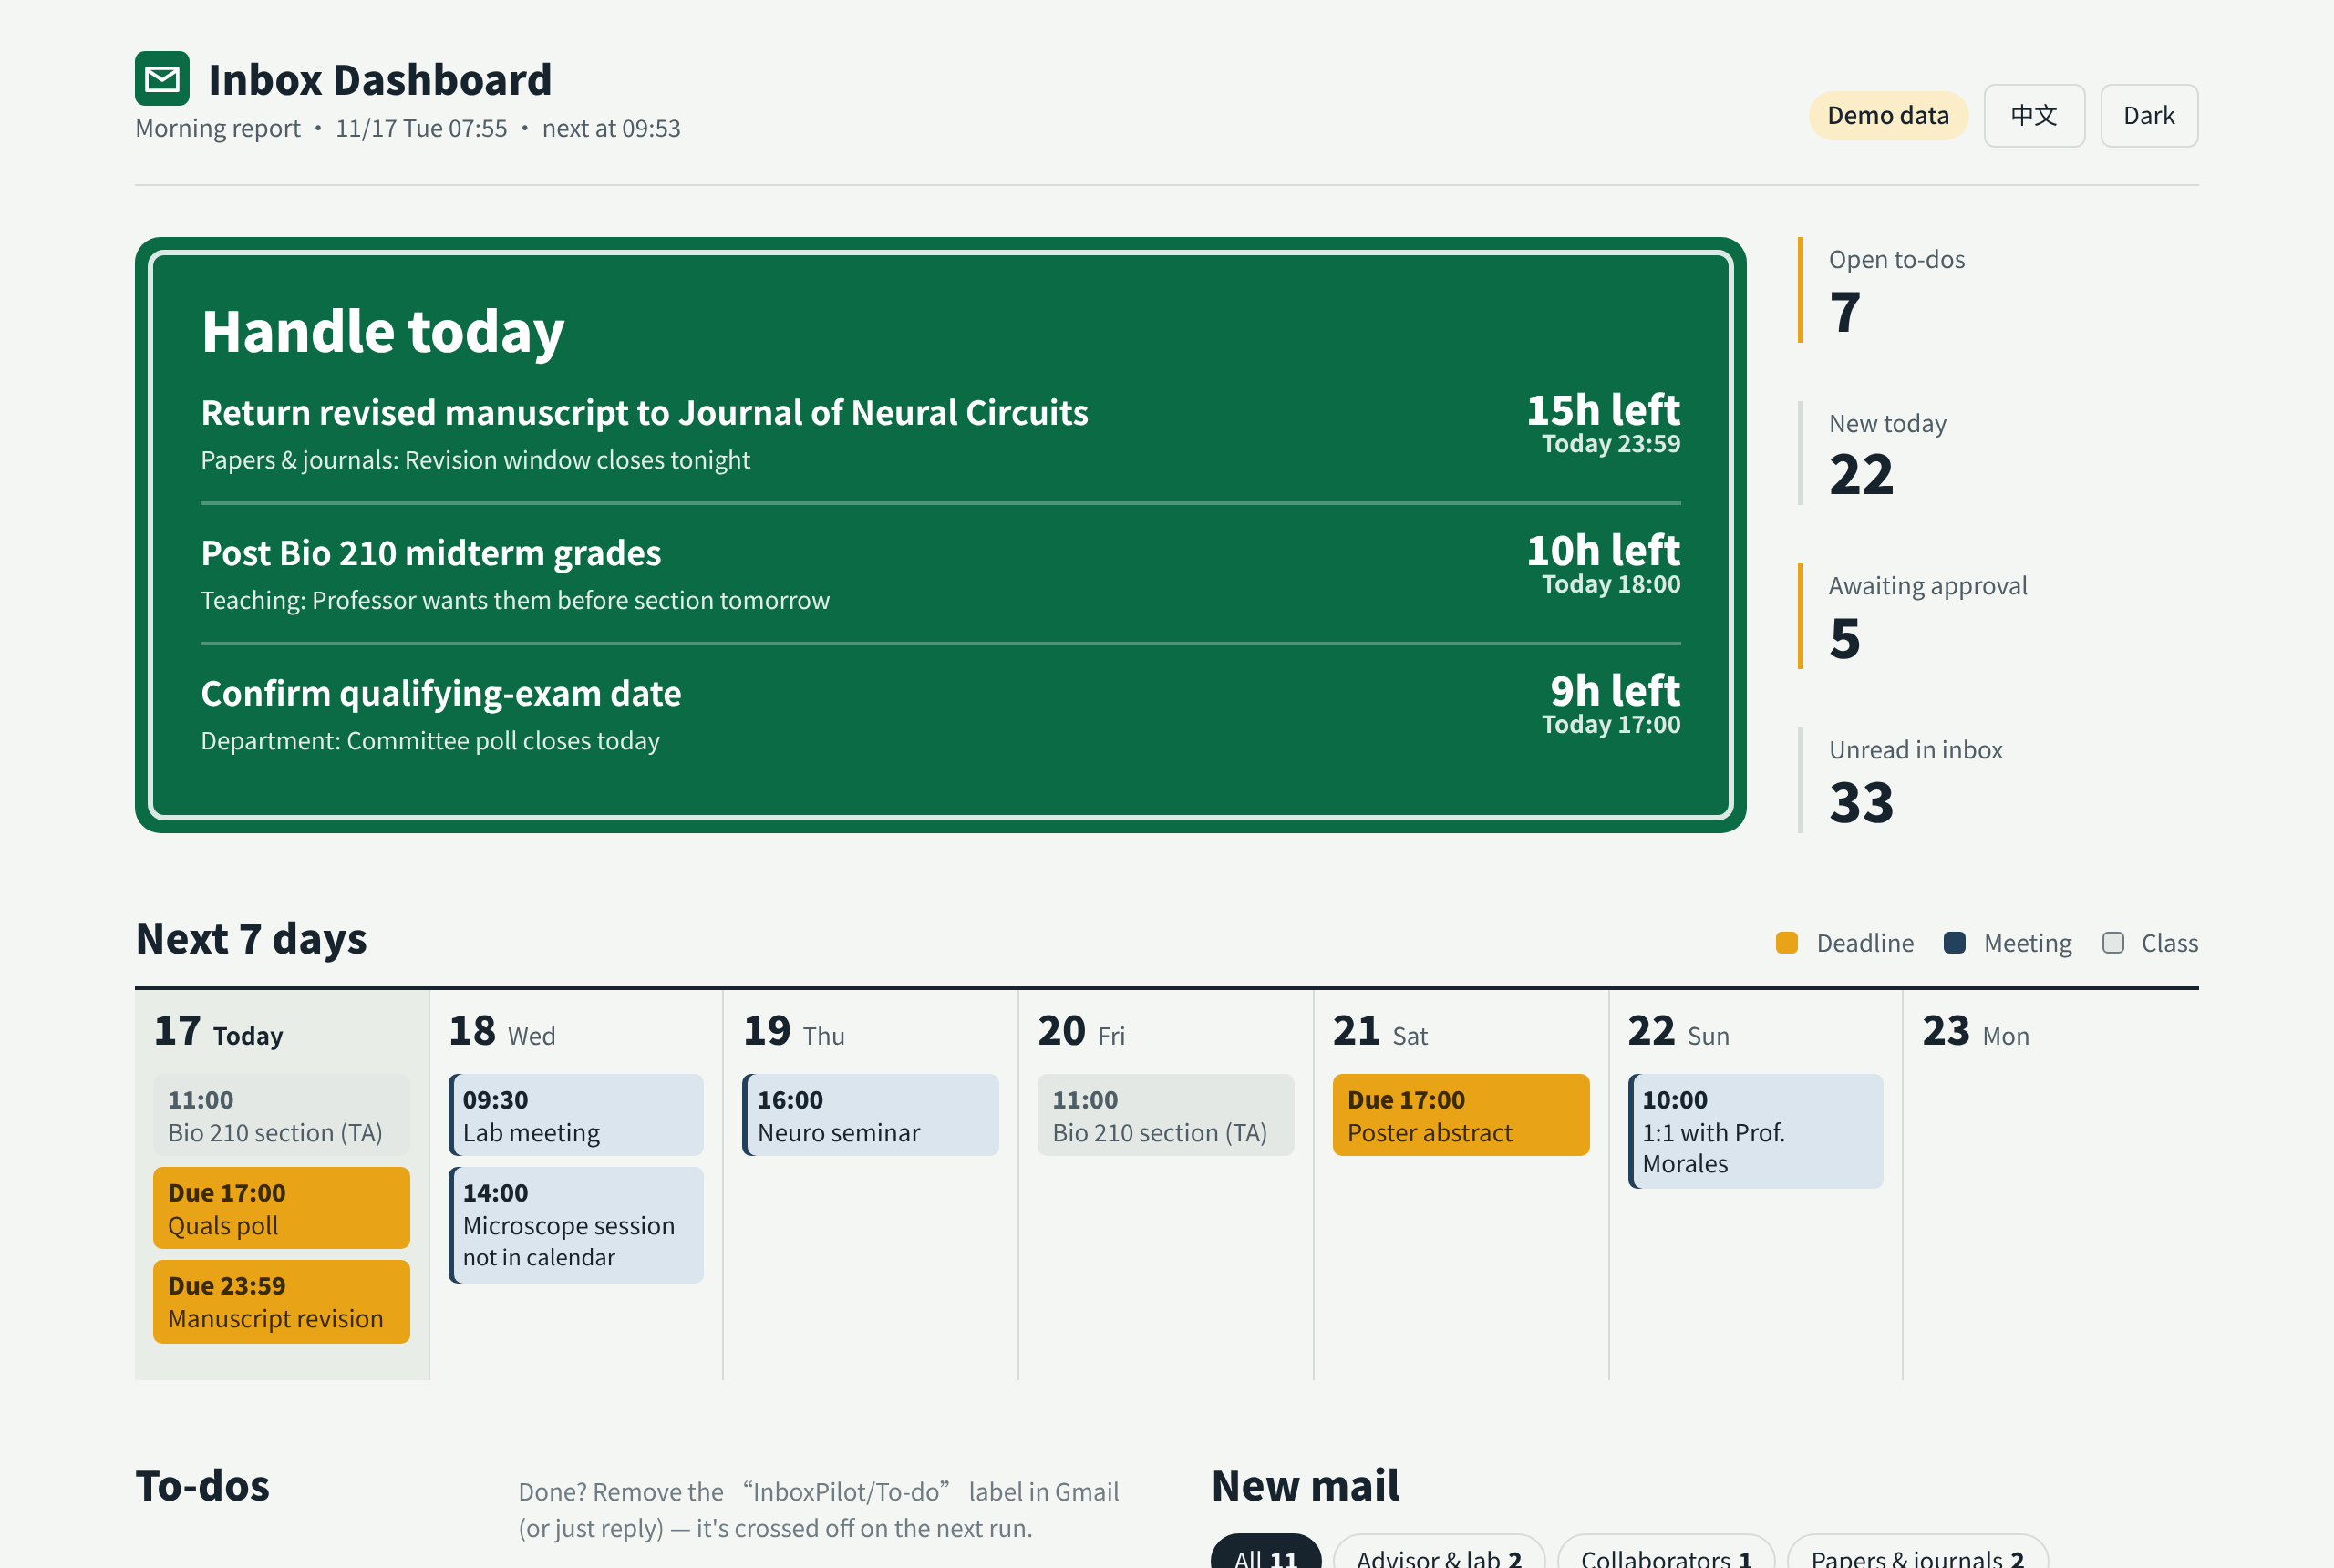 Inbox Dashboard
Morning report • 11/17 Tue 07:55 • next at 09:53
Demo data
中文
Dark
Handle today
Return revised manuscript to Journal of Neural Circuits
15h left
Papers & journals: Revision window closes tonight
Today 23:59
Post Bio 210 midterm grades
10h left
Teaching: Professor wants them before section tomorrow
Today 18:00
Confirm qualifying-exam date
9h left
Department: Committee poll closes today
Today 17:00
Open to-dos
7
New today
22
Awaiting approval
5
Unread in inbox
33
Next 7 days
Deadline
Meeting
Class
17 Today
11:00
Bio 210 section (TA)
Due 17:00
Quals poll
Due 23:59
Manuscript revision
18 Wed
09:30
Lab meeting
14:00
Microscope session
not in calendar
19 Thu
16:00
Neuro seminar
20 Fri
11:00
Bio 210 section (TA)
21 Sat
Due 17:00
Poster abstract
22 Sun
10:00
1:1 with Prof.
Morales
23 Mon
To-dos
Done? Remove the “InboxPilot/To-do” label in Gmail
(or just reply) — it's crossed off on the next run.
New mail
All 11
Advisor & lab 2
Collaborators 1
Papers & journals 2